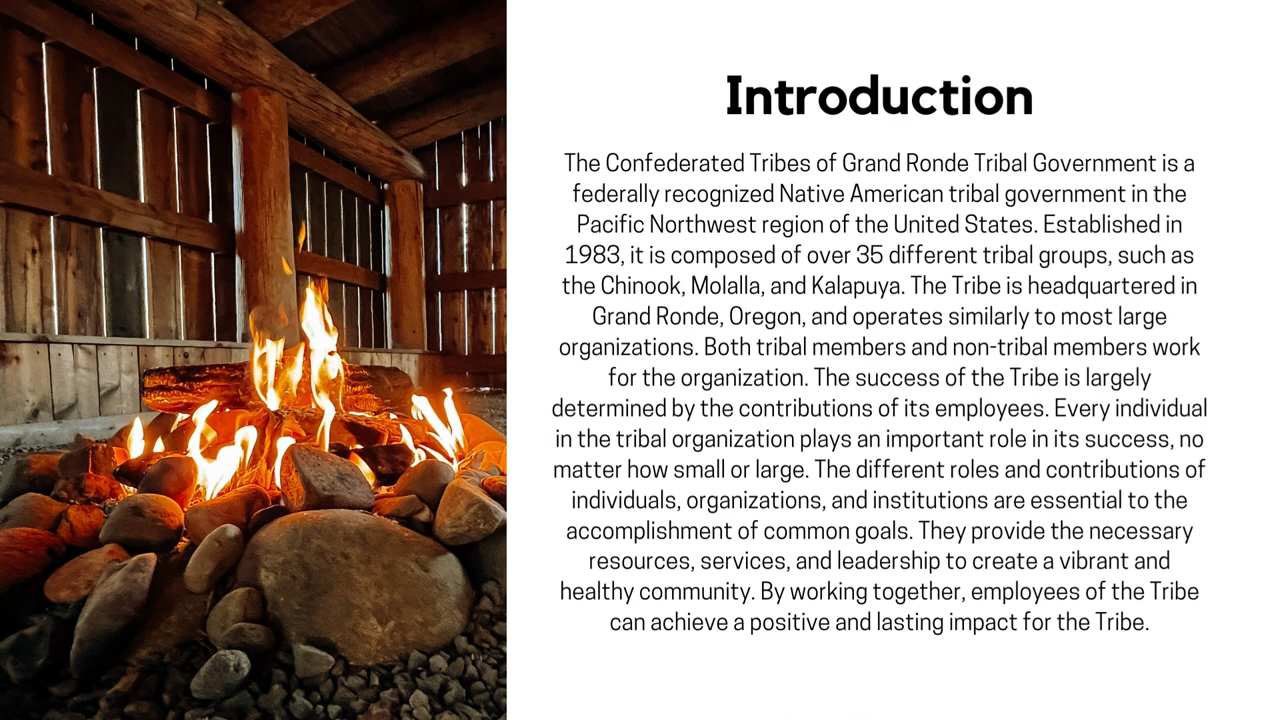 Introduction
The Confederated Tribes of Grand Ronde Tribal Government is a
federally recognized Native American tribal government in the
Pacific Northwest region of the United States. Established in
1983, it is composed of over 35 different tribal groups, such as
the Chinook, Molalla, and Kalapuya. The Tribe is headquartered in
Grand Ronde, Oregon, and operates similarly to most large
organizations. Both tribal members and non-tribal members work
for the organization. The success of the Tribe is largely
determined by the contributions of its employees. Every individual
in the tribal organization plays an important role in its success, no
matter how small or large. The different roles and contributions of
individuals, organizations, and institutions are essential to the
accomplishment of common goals. They provide the necessary
resources, services, and leadership to create a vibrant and
healthy community. By working together, employees of the Tribe
can achieve a positive and lasting impact for the Tribe.